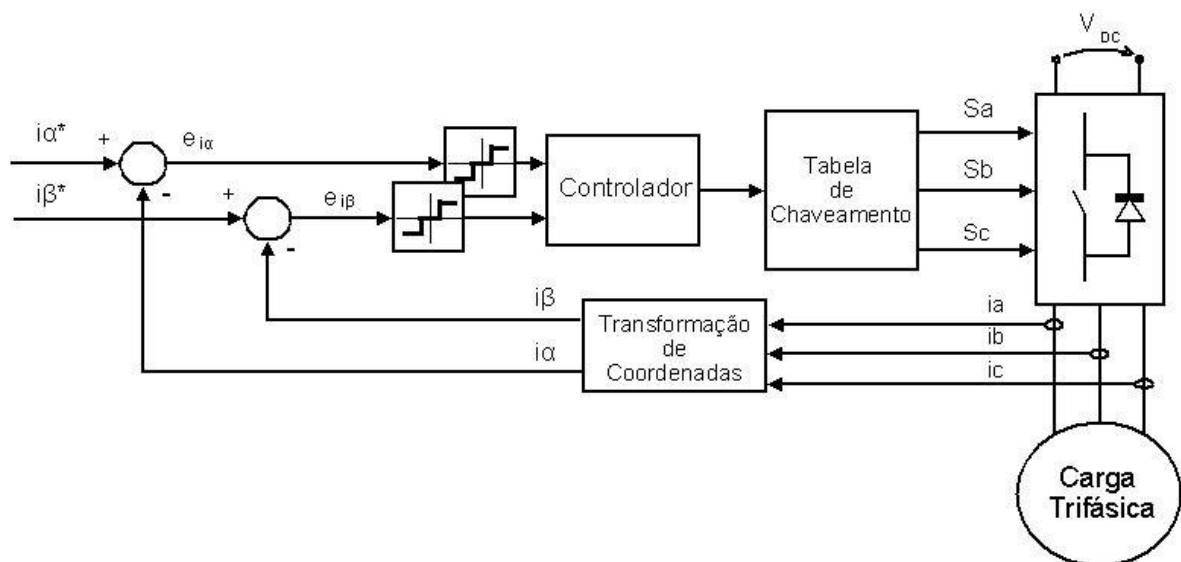 V DC
iα*
+
e iα
-
iβ*
+
e iβ
-
Controlador
Tabela
de
Chaveamento
Sa
Sb
Sc
iβ
iα
Transformação
de
Coordenadas
ia
ib
ic
Carga
Trifásica